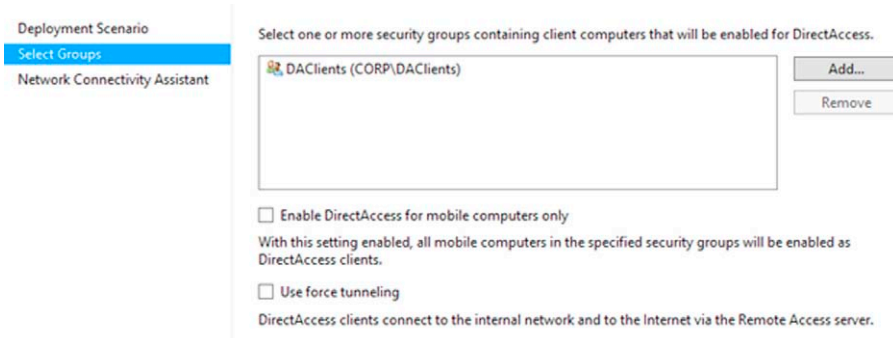 Deployment Scenario
Select Groups
Network Connectivity Assistant
Select one or more security groups containing client computers that will be enabled for DirectAccess.
DAClients (CORP\DAClients)
Add...
Remove
Enable DirectAccess for mobile computers only
With this setting enabled, all mobile computers in the specified security groups will be enabled as
DirectAccess clients.
Use force tunneling
DirectAccess clients connect to the internal network and to the Internet via the Remote Access server.